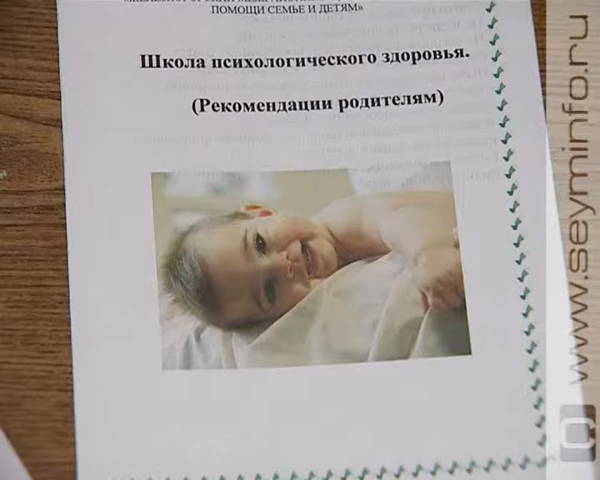 ПОМОЩИ СЕМЬЕ И ДЕТЯМ»
Школа психологического здоровья.
(Рекомендации родителям)
www.seyminfo.ru